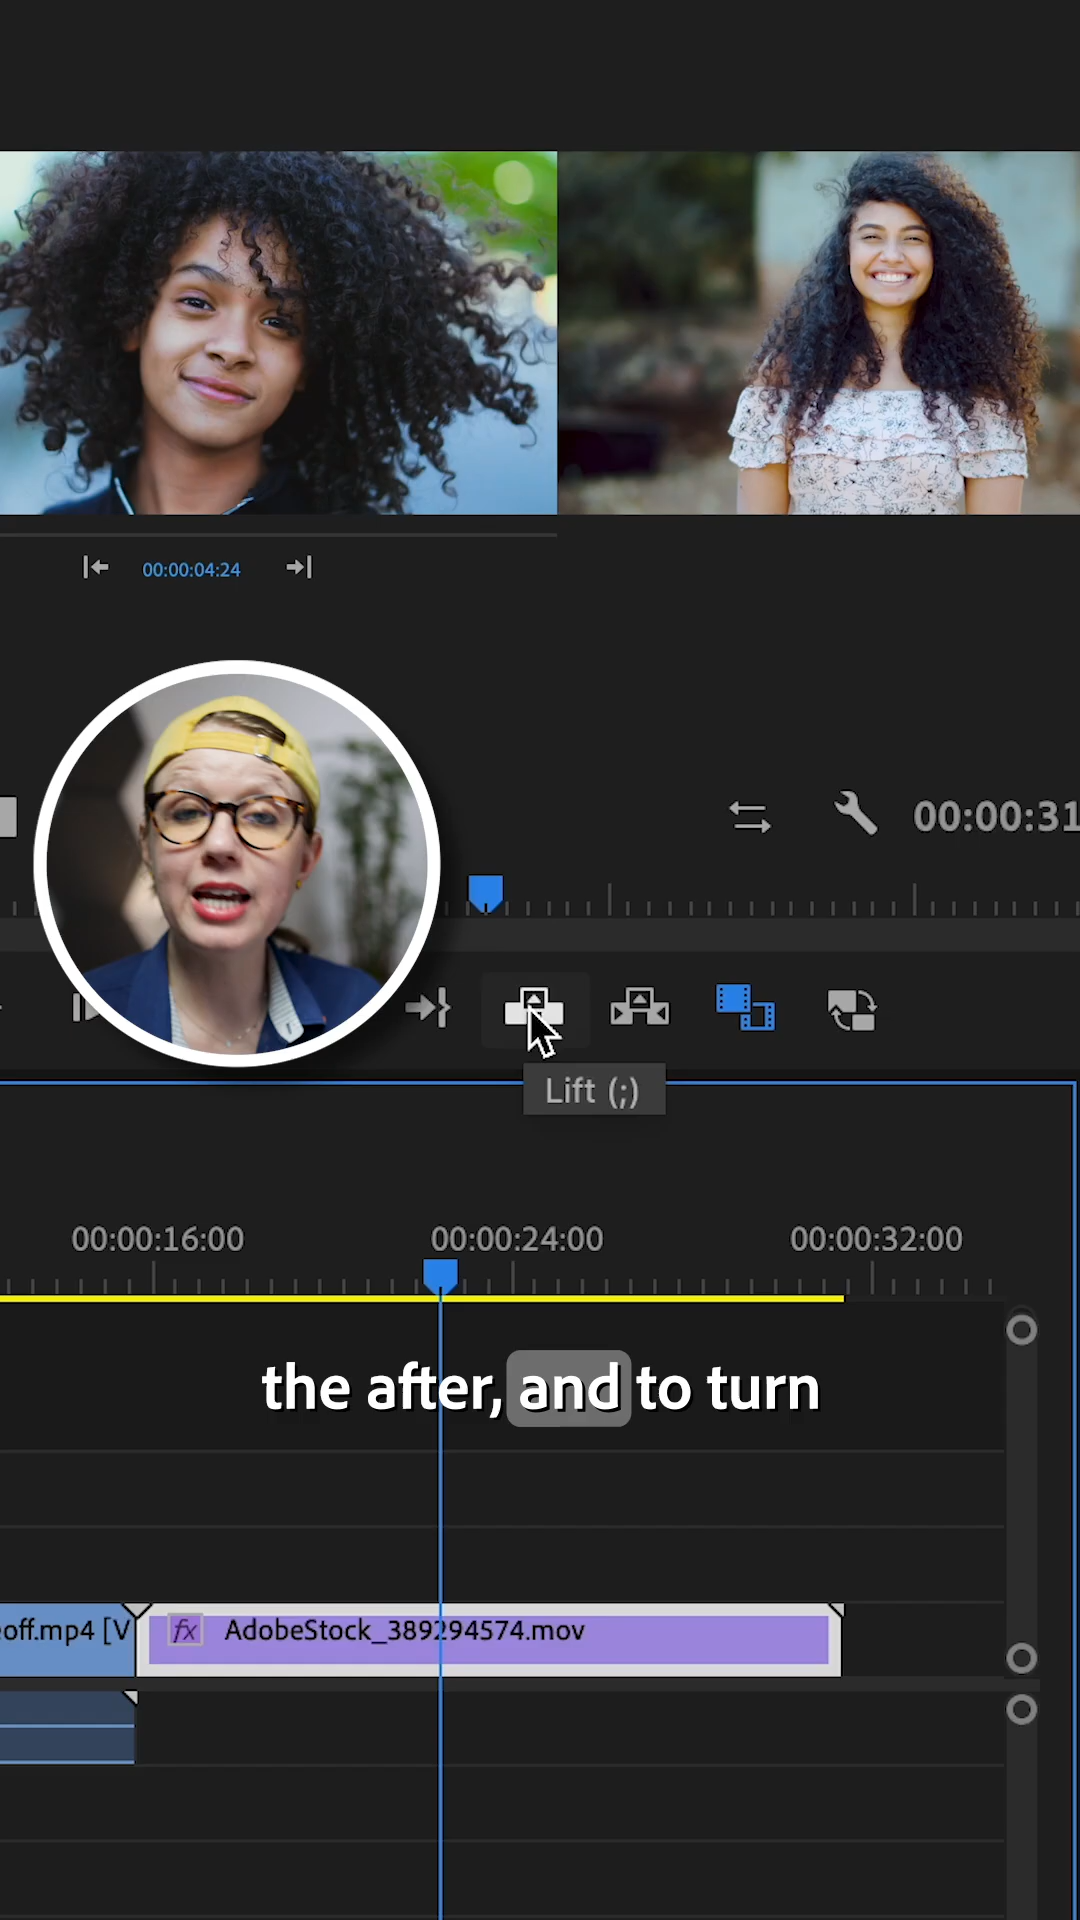 00:00:04:24
00:00:31
Lift (;)
00:00:16:00 00:00:24:00 00:00:32:00
the after, and to turn
eoff.mp4 [V
fx AdobeStock_389294574.mov